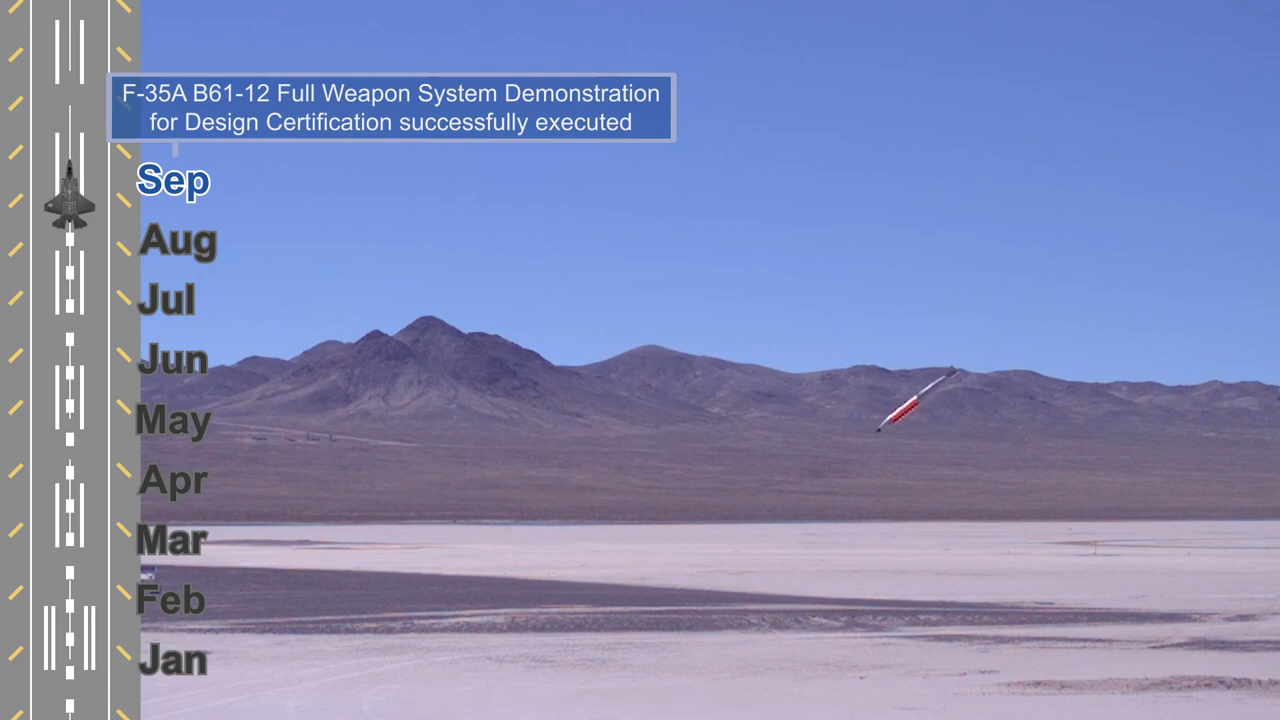 F-35A B61-12 Full Weapon System Demonstration
for Design Certification successfully executed
Sep
Aug
Jul
Jun
May
Apr
Mar
Feb
Jan